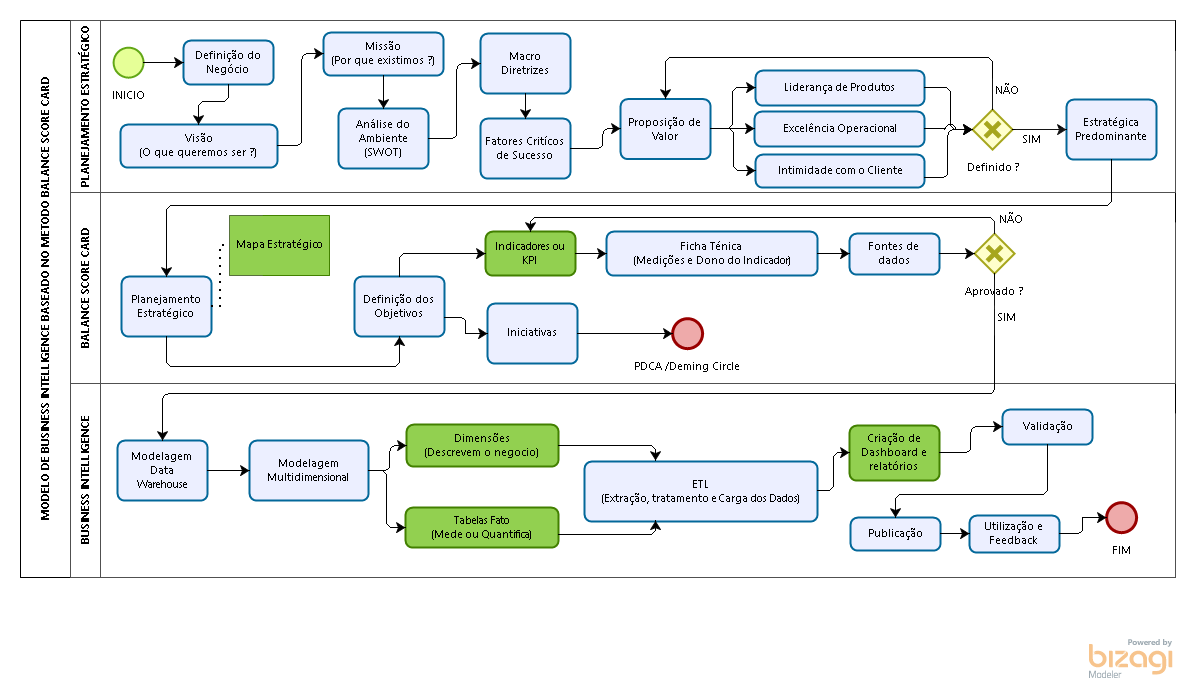 MODELO DE BUSINESS INTELLIGENCE BASEADO NO METODO BALANCE SCORE CARD
PLANEJAMENTO ESTRATÉGICO
INICIO
Definição do
Negócio
Visão
(O que queremos ser ?)
Missão
(Por que existimos ?)
Análise do
Ambiente
(SWOT)
Macro
Diretrizes
Fatores Critícos
de Sucesso
Proposição de
Valor
Liderança de Produtos
Excelência Operacional
Intimidade com o Cliente
NÃO
SIM
Definido ?
Estratégica
Predominante
BALANCE SCORE CARD
Mapa Estratégico
Planejamento
Estratégico
Definição dos
Objetivos
Indicadores ou
KPI
Iniciativas
PDCA /Deming Circle
Ficha Ténica
(Medições e Dono do Indicador)
Fontes de
dados
NÃO
Aprovado ?
SIM
BUSINESS INTELLIGENCE
Modelagem
Data
Warehouse
Modelagem
Multidimensional
Dimensões
(Descrevem o negocio)
Tabelas Fato
(Mede ou Quantifica)
ETL
(Extração, tratamento e Carga dos Dados)
Criação de
Dashboard e
relatórios
Validação
Publicação
Utilização e
Feedback
FIM
Powered by
bizagi
Modeler